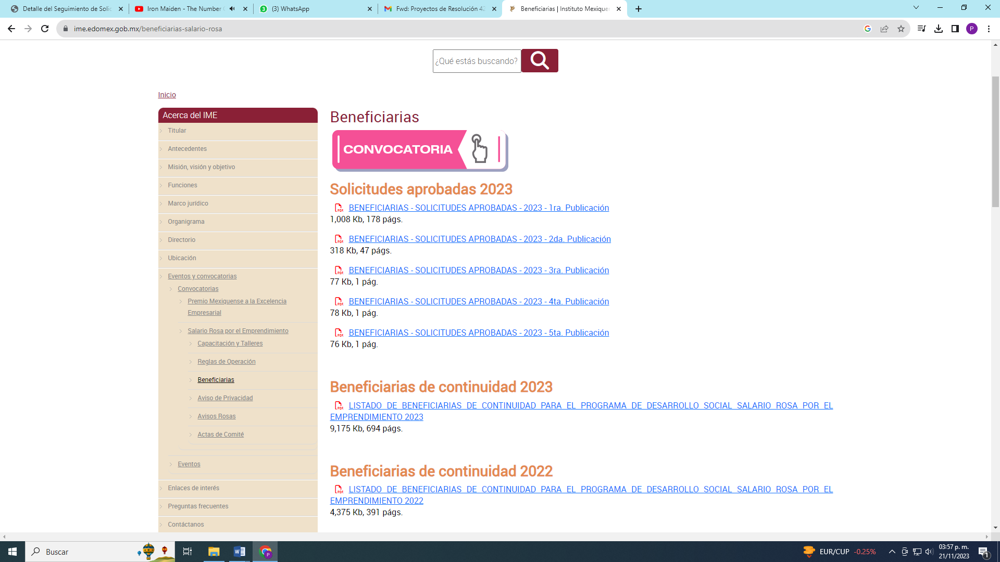 Detalle del Seguimiento de Solic
Iron Maiden - The Number
(3) WhatsApp
Fwd: Proyectos de Resolución 42
Beneficiarias | Instituto Mexique
ime.edomex.gob.mx/beneficiarias-salario-rosa
P
¿Qué estás buscando?
Inicio
Acerca del IME
Titular
Antecedentes
Misión, visión y objetivo
Funciones
Marco jurídico
Organigrama
Directorio
Ubicación
Eventos y convocatorias
Convocatorias
Premio Mexiquense a la Excelencia
Empresarial
Salario Rosa por el Emprendimiento
Capacitación y Talleres
Reglas de Operación
Beneficiarias
Aviso de Privacidad
Avisos Rosas
Actas de Comité
Eventos
Enlaces de interés
Preguntas frecuentes
Contáctanos
Beneficiarias
CONVOCATORIA
Solicitudes aprobadas 2023
BENEFICIARIAS - SOLICITUDES APROBADAS - 2023 - 1ra. Publicación
1,008 Kb, 178 págs.
BENEFICIARIAS - SOLICITUDES APROBADAS - 2023 - 2da. Publicación
318 Kb, 47 págs.
BENEFICIARIAS - SOLICITUDES APROBADAS - 2023 - 3ra. Publicación
77 Kb, 1 pág.
BENEFICIARIAS - SOLICITUDES APROBADAS - 2023 - 4ta. Publicación
78 Kb, 1 pág.
BENEFICIARIAS - SOLICITUDES APROBADAS - 2023 - 5ta. Publicación
76 Kb, 1 pág.
Beneficiarias de continuidad 2023
LISTADO DE BENEFICIARIAS DE CONTINUIDAD PARA EL PROGRAMA DE DESARROLLO SOCIAL SALARIO ROSA POR EL
EMPRENDIMIENTO 2023
9,175 Kb, 694 págs.
Beneficiarias de continuidad 2022
LISTADO DE BENEFICIARIAS DE CONTINUIDAD PARA EL PROGRAMA DE DESARROLLO SOCIAL SALARIO ROSA POR EL
EMPRENDIMIENTO 2022
4,375 Kb, 391 págs.
Buscar
EUR/CUP -0.25%
03:57 p. m.
21/11/2023
1